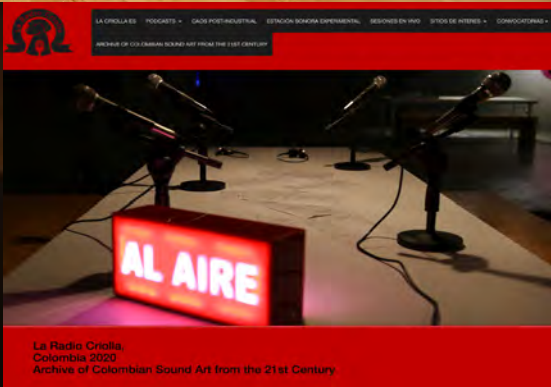 LA CRIOLLA ES PODCASTS CAOS POST-INDUSTRIAL ESTACIÓN SONORA EXPERIMENTAL SESIONES EN VIVO SITIOS DE INTERES CONVOCATORIAS
ARCHIVE OF COLOMBIAN SOUND ART FROM THE 21ST CENTURY
AL AIRE
La Radio Criolla,
Colombia 2020
Archive of Colombian Sound Art from the 21st Century